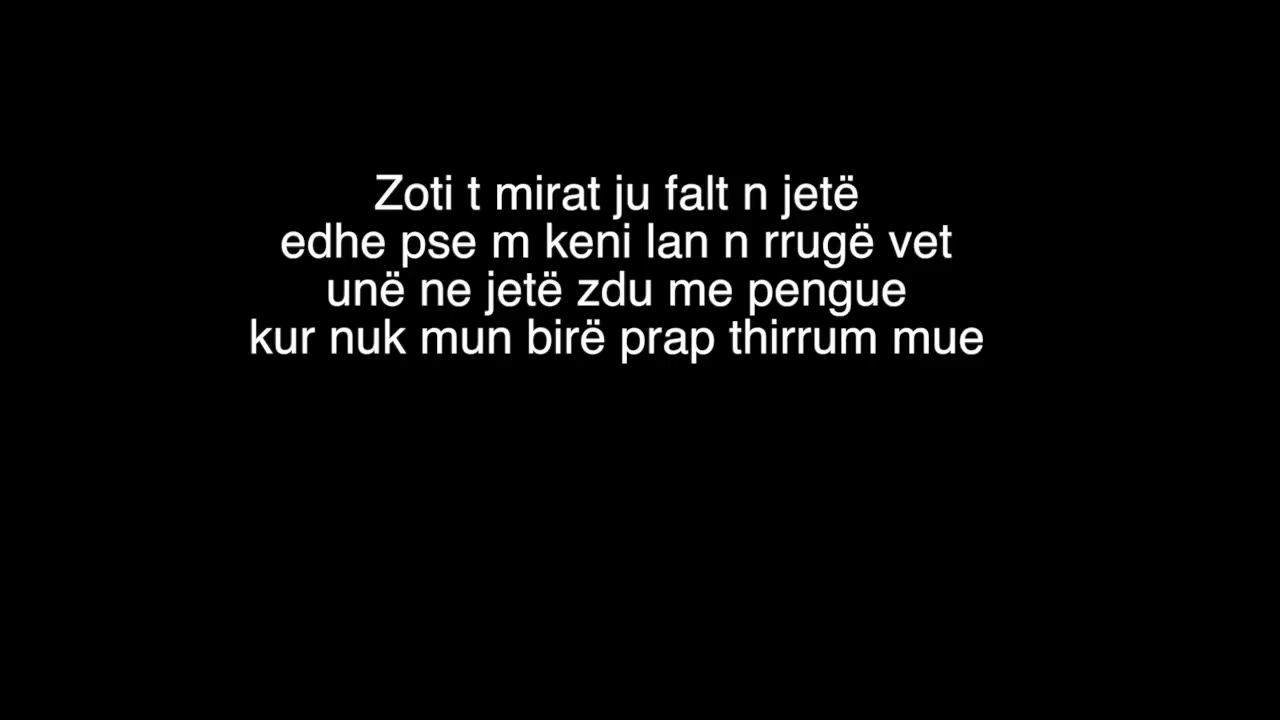 Zoti t mirat ju falt n jetë
edhe pse m keni lan n rrugë vet
unë ne jetë zdu me pengue
kur nuk mun birë prap thirrum mue